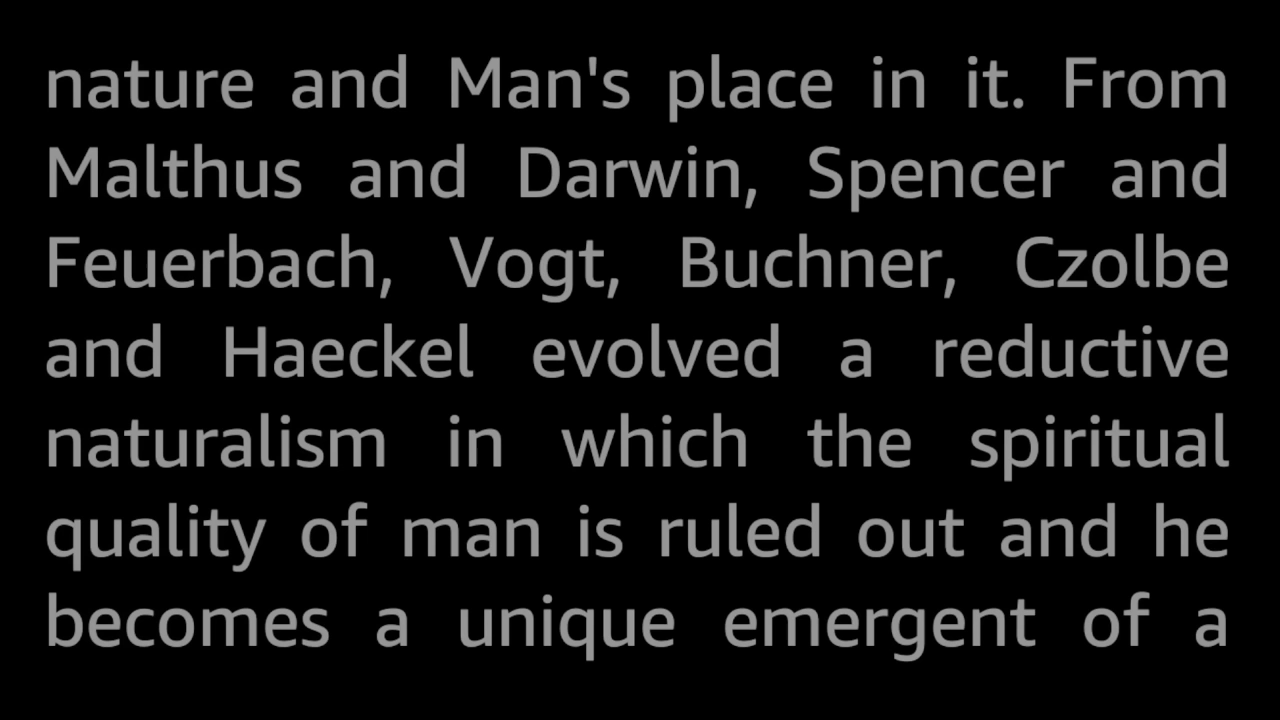 nature and Man's place in it. From
Malthus and Darwin, Spencer and
Feuerbach, Vogt, Buchner, Czolbe
and Haeckel evolved a reductive
naturalism in which the spiritual
quality of man is ruled out and he
becomes a unique emergent of a